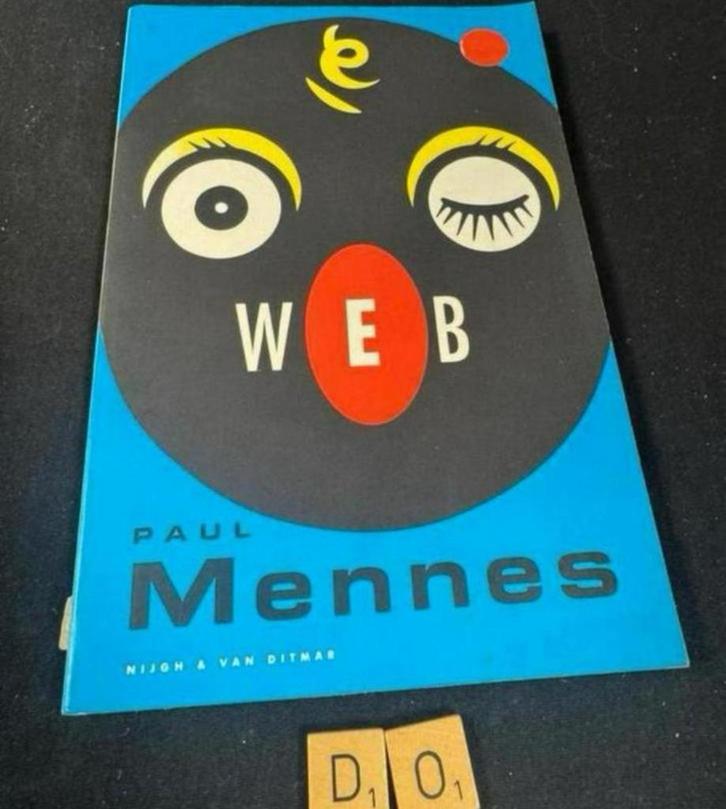 WEB
PAUL
Mennes
NIJGH & VAN DITMAR
D1 O1